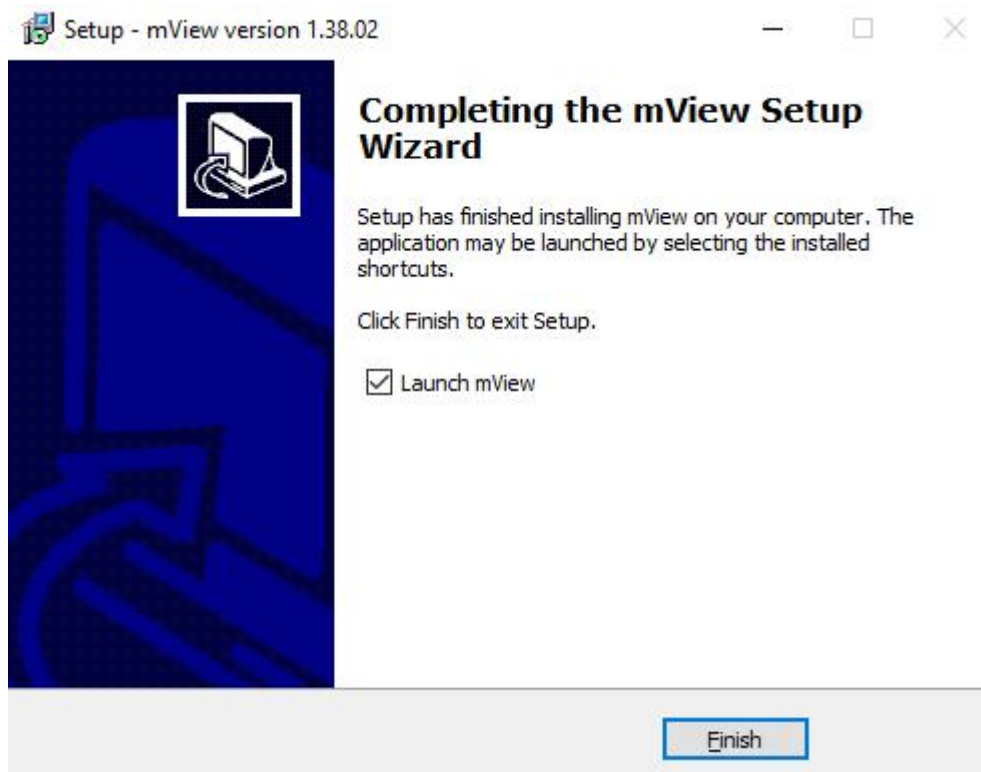 Setup - mView version 1.38.02
Completing the mView Setup
Wizard
Setup has finished installing mView on your computer. The
application may be launched by selecting the installed
shortcuts.
Click Finish to exit Setup.
Launch mView
Finish